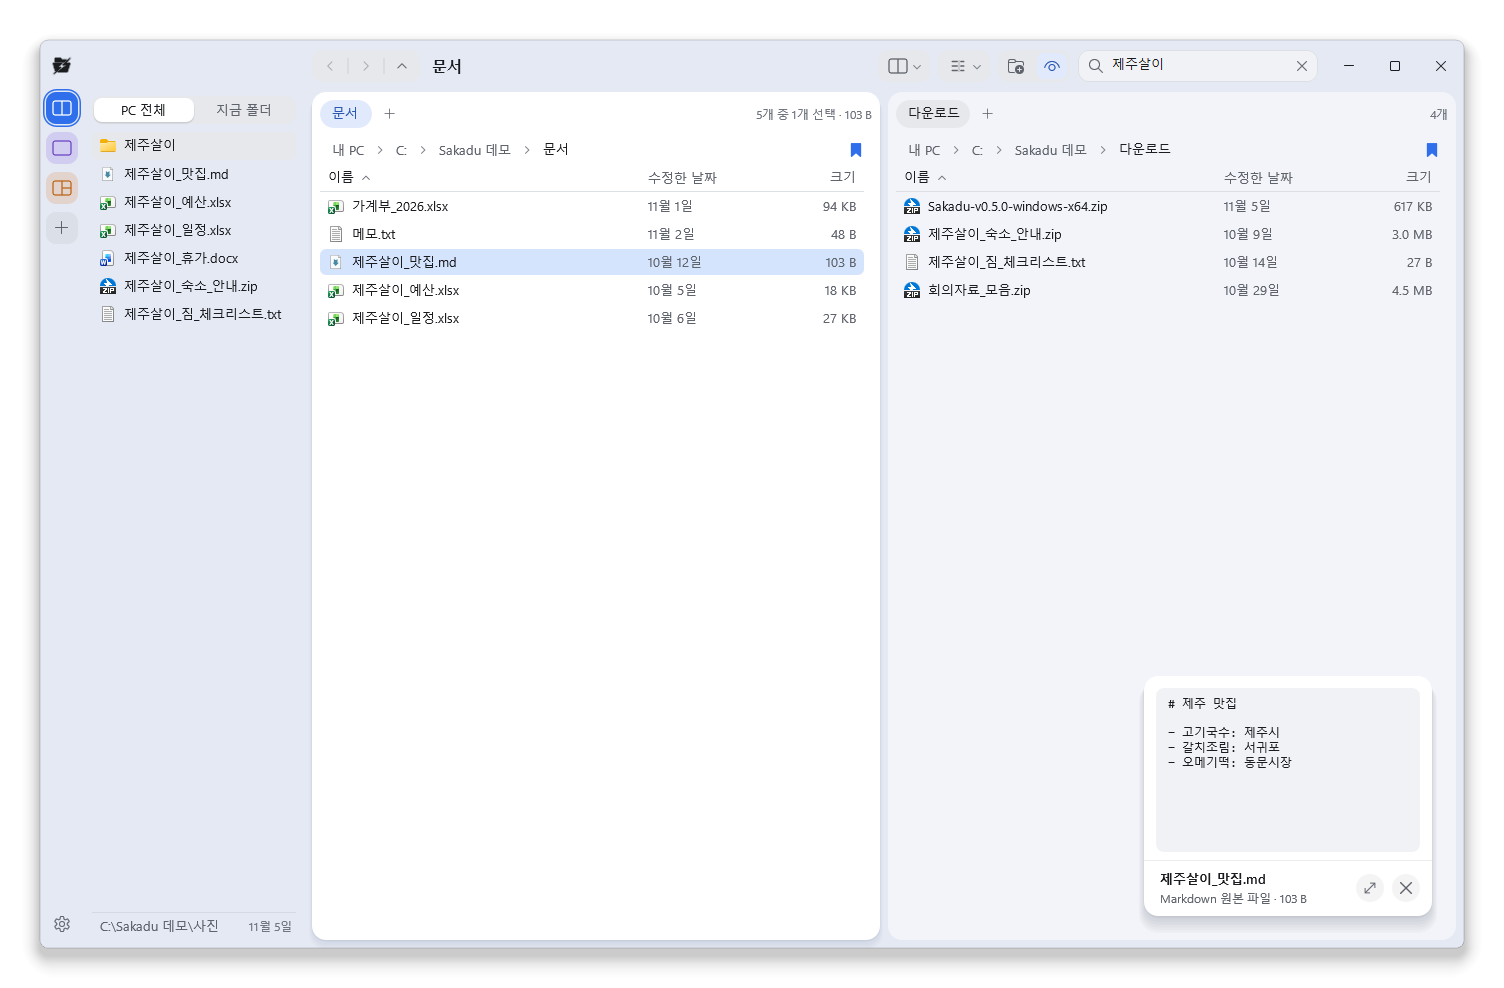 문서
제주살이
PC 전체 지금 폴더
제주살이
제주살이_맛집.md
제주살이_예산.xlsx
제주살이_일정.xlsx
제주살이_휴가.docx
제주살이_숙소_안내.zip
제주살이_짐_체크리스트.txt
C:\Sakadu 데모\사진 11월 5일
문서 5개 중 1개 선택 · 103 B
내 PC > C: > Sakadu 데모 > 문서
이름 수정한 날짜 크기
가계부_2026.xlsx 11월 1일 94 KB
메모.txt 11월 2일 48 B
제주살이_맛집.md 10월 12일 103 B
제주살이_예산.xlsx 10월 5일 18 KB
제주살이_일정.xlsx 10월 6일 27 KB
다운로드 4개
내 PC > C: > Sakadu 데모 > 다운로드
이름 수정한 날짜 크기
Sakadu-v0.5.0-windows-x64.zip 11월 5일 617 KB
제주살이_숙소_안내.zip 10월 9일 3.0 MB
제주살이_짐_체크리스트.txt 10월 14일 27 B
회의자료_모음.zip 10월 29일 4.5 MB
# 제주 맛집
- 고기국수: 제주시
- 갈치조림: 서귀포
- 오메기떡: 동문시장
제주살이_맛집.md
Markdown 원본 파일 · 103 B